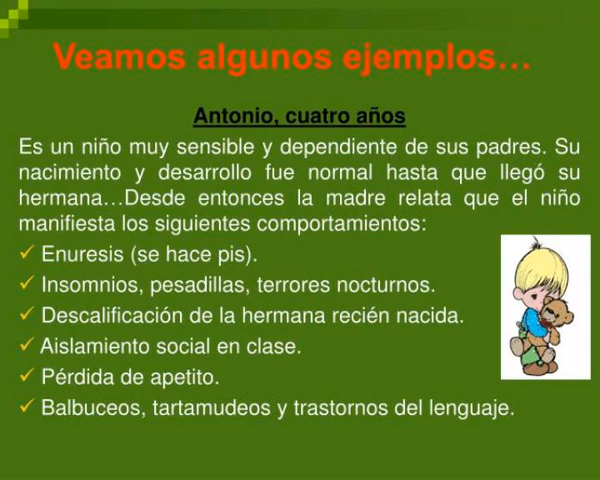 Veamos algunos ejemplos…
Antonio, cuatro años
Es un niño muy sensible y dependiente de sus padres. Su
nacimiento y desarrollo fue normal hasta que llegó su
hermana…Desde entonces la madre relata que el niño
manifiesta los siguientes comportamientos:
✓ Enuresis (se hace pis).
✓ Insomnios, pesadillas, terrores nocturnos.
✓ Descalificación de la hermana recién nacida.
✓ Aislamiento social en clase.
✓ Pérdida de apetito.
✓ Balbuceos, tartamudeos y trastornos del lenguaje.